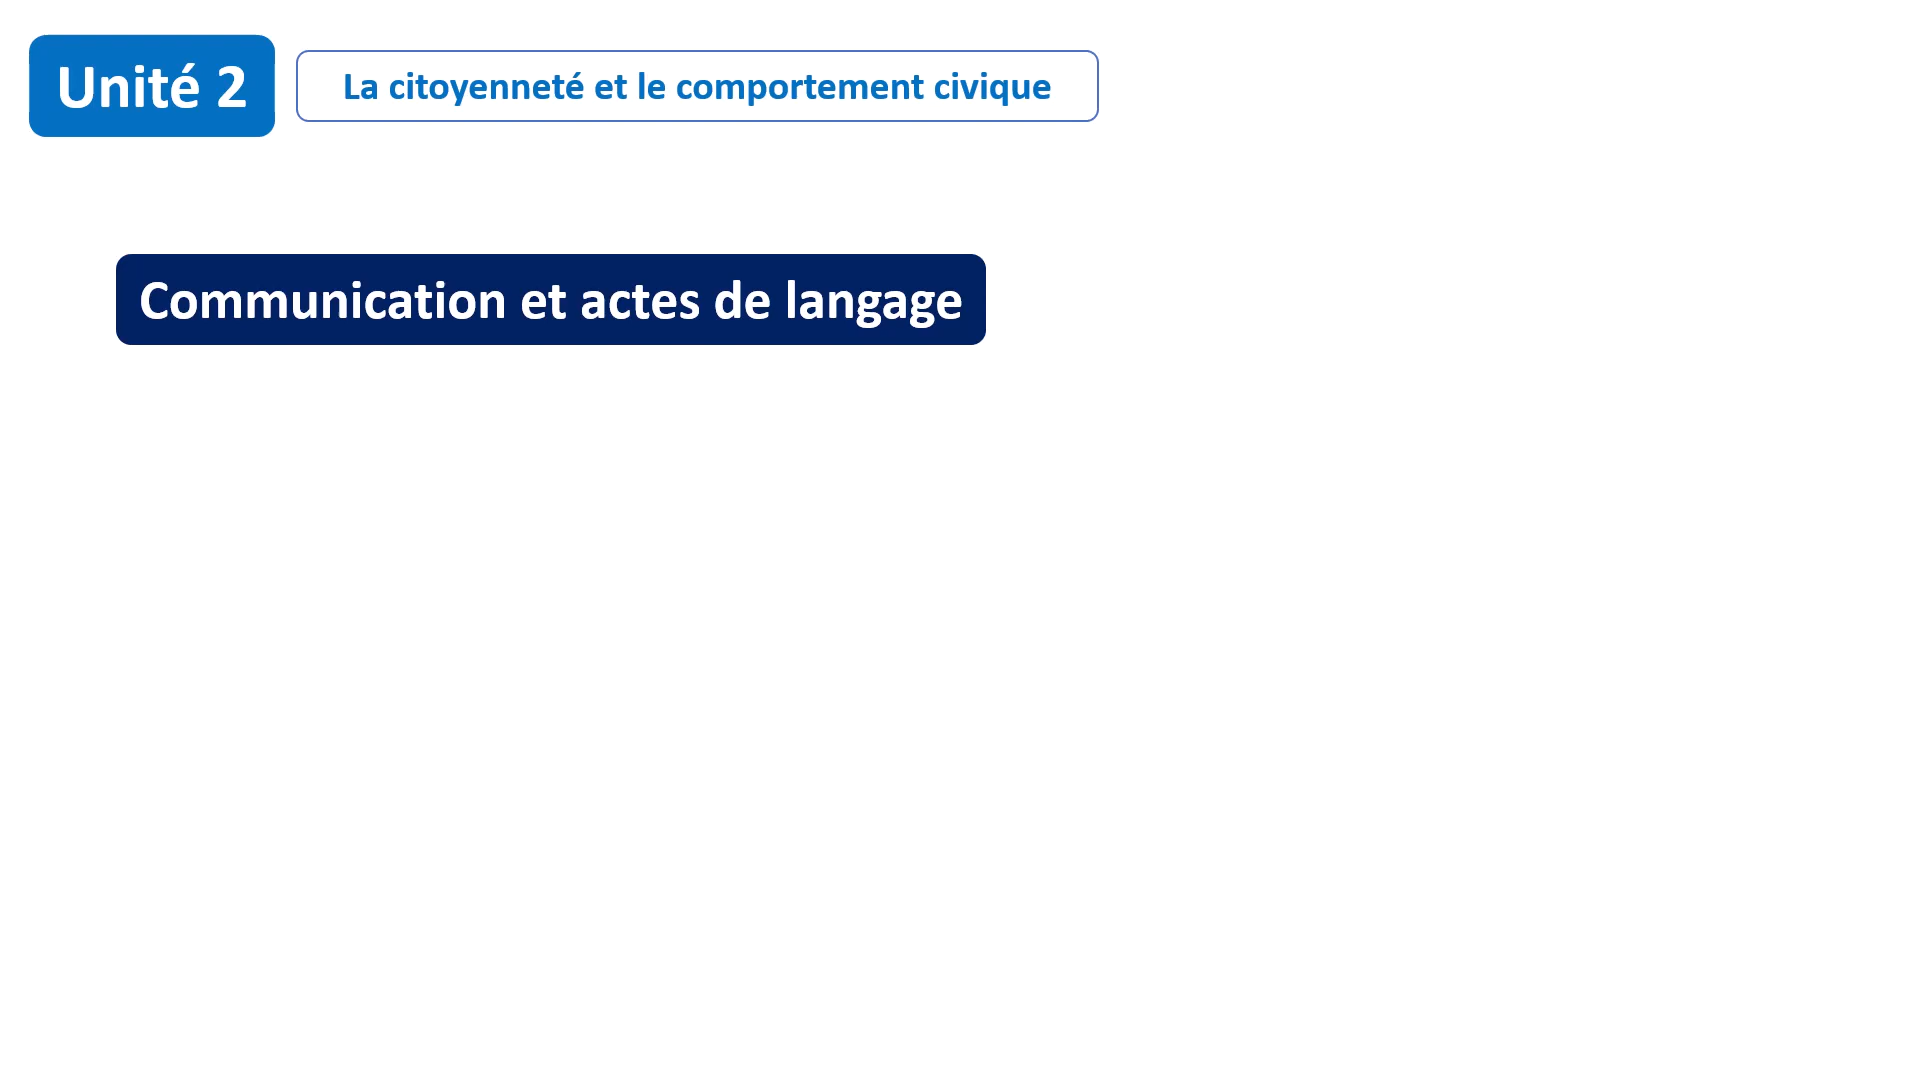 Unité 2
La citoyenneté et le comportement civique
Communication et actes de langage